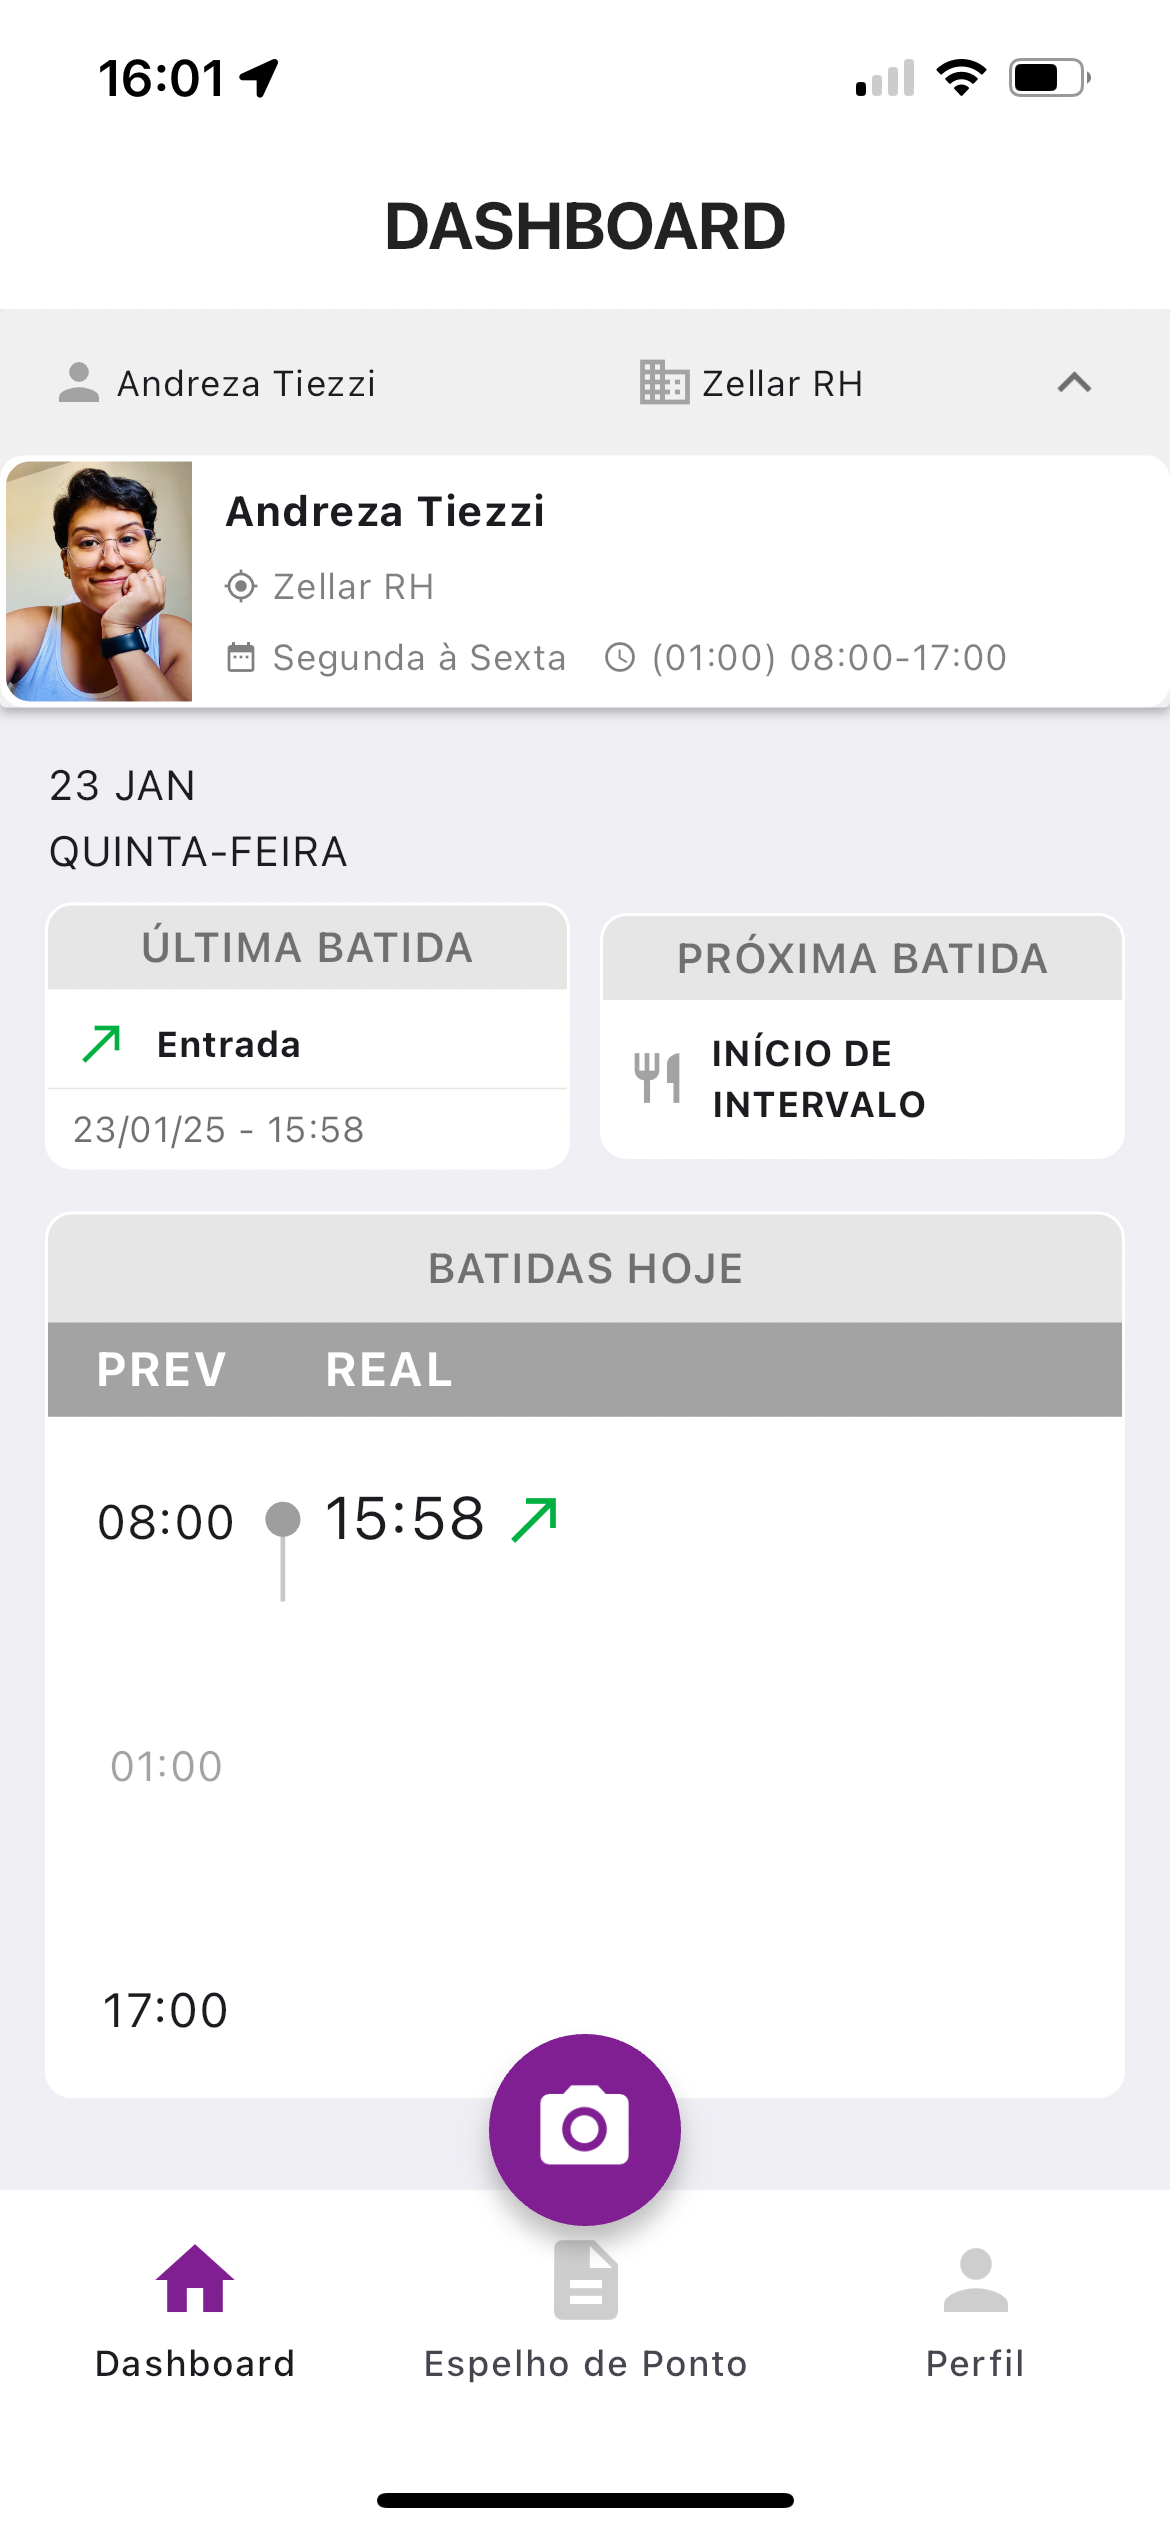 16:01
DASHBOARD
Andreza Tiezzi
Zellar RH
Andreza Tiezzi
Zellar RH
Segunda à Sexta (01:00) 08:00-17:00
23 JAN
QUINTA-FEIRA
ÚLTIMA BATIDA
Entrada
23/01/25 - 15:58
PRÓXIMA BATIDA
INÍCIO DE
INTERVALO
BATIDAS HOJE
PREV REAL
08:00 15:58
01:00
17:00
Dashboard
Espelho de Ponto
Perfil